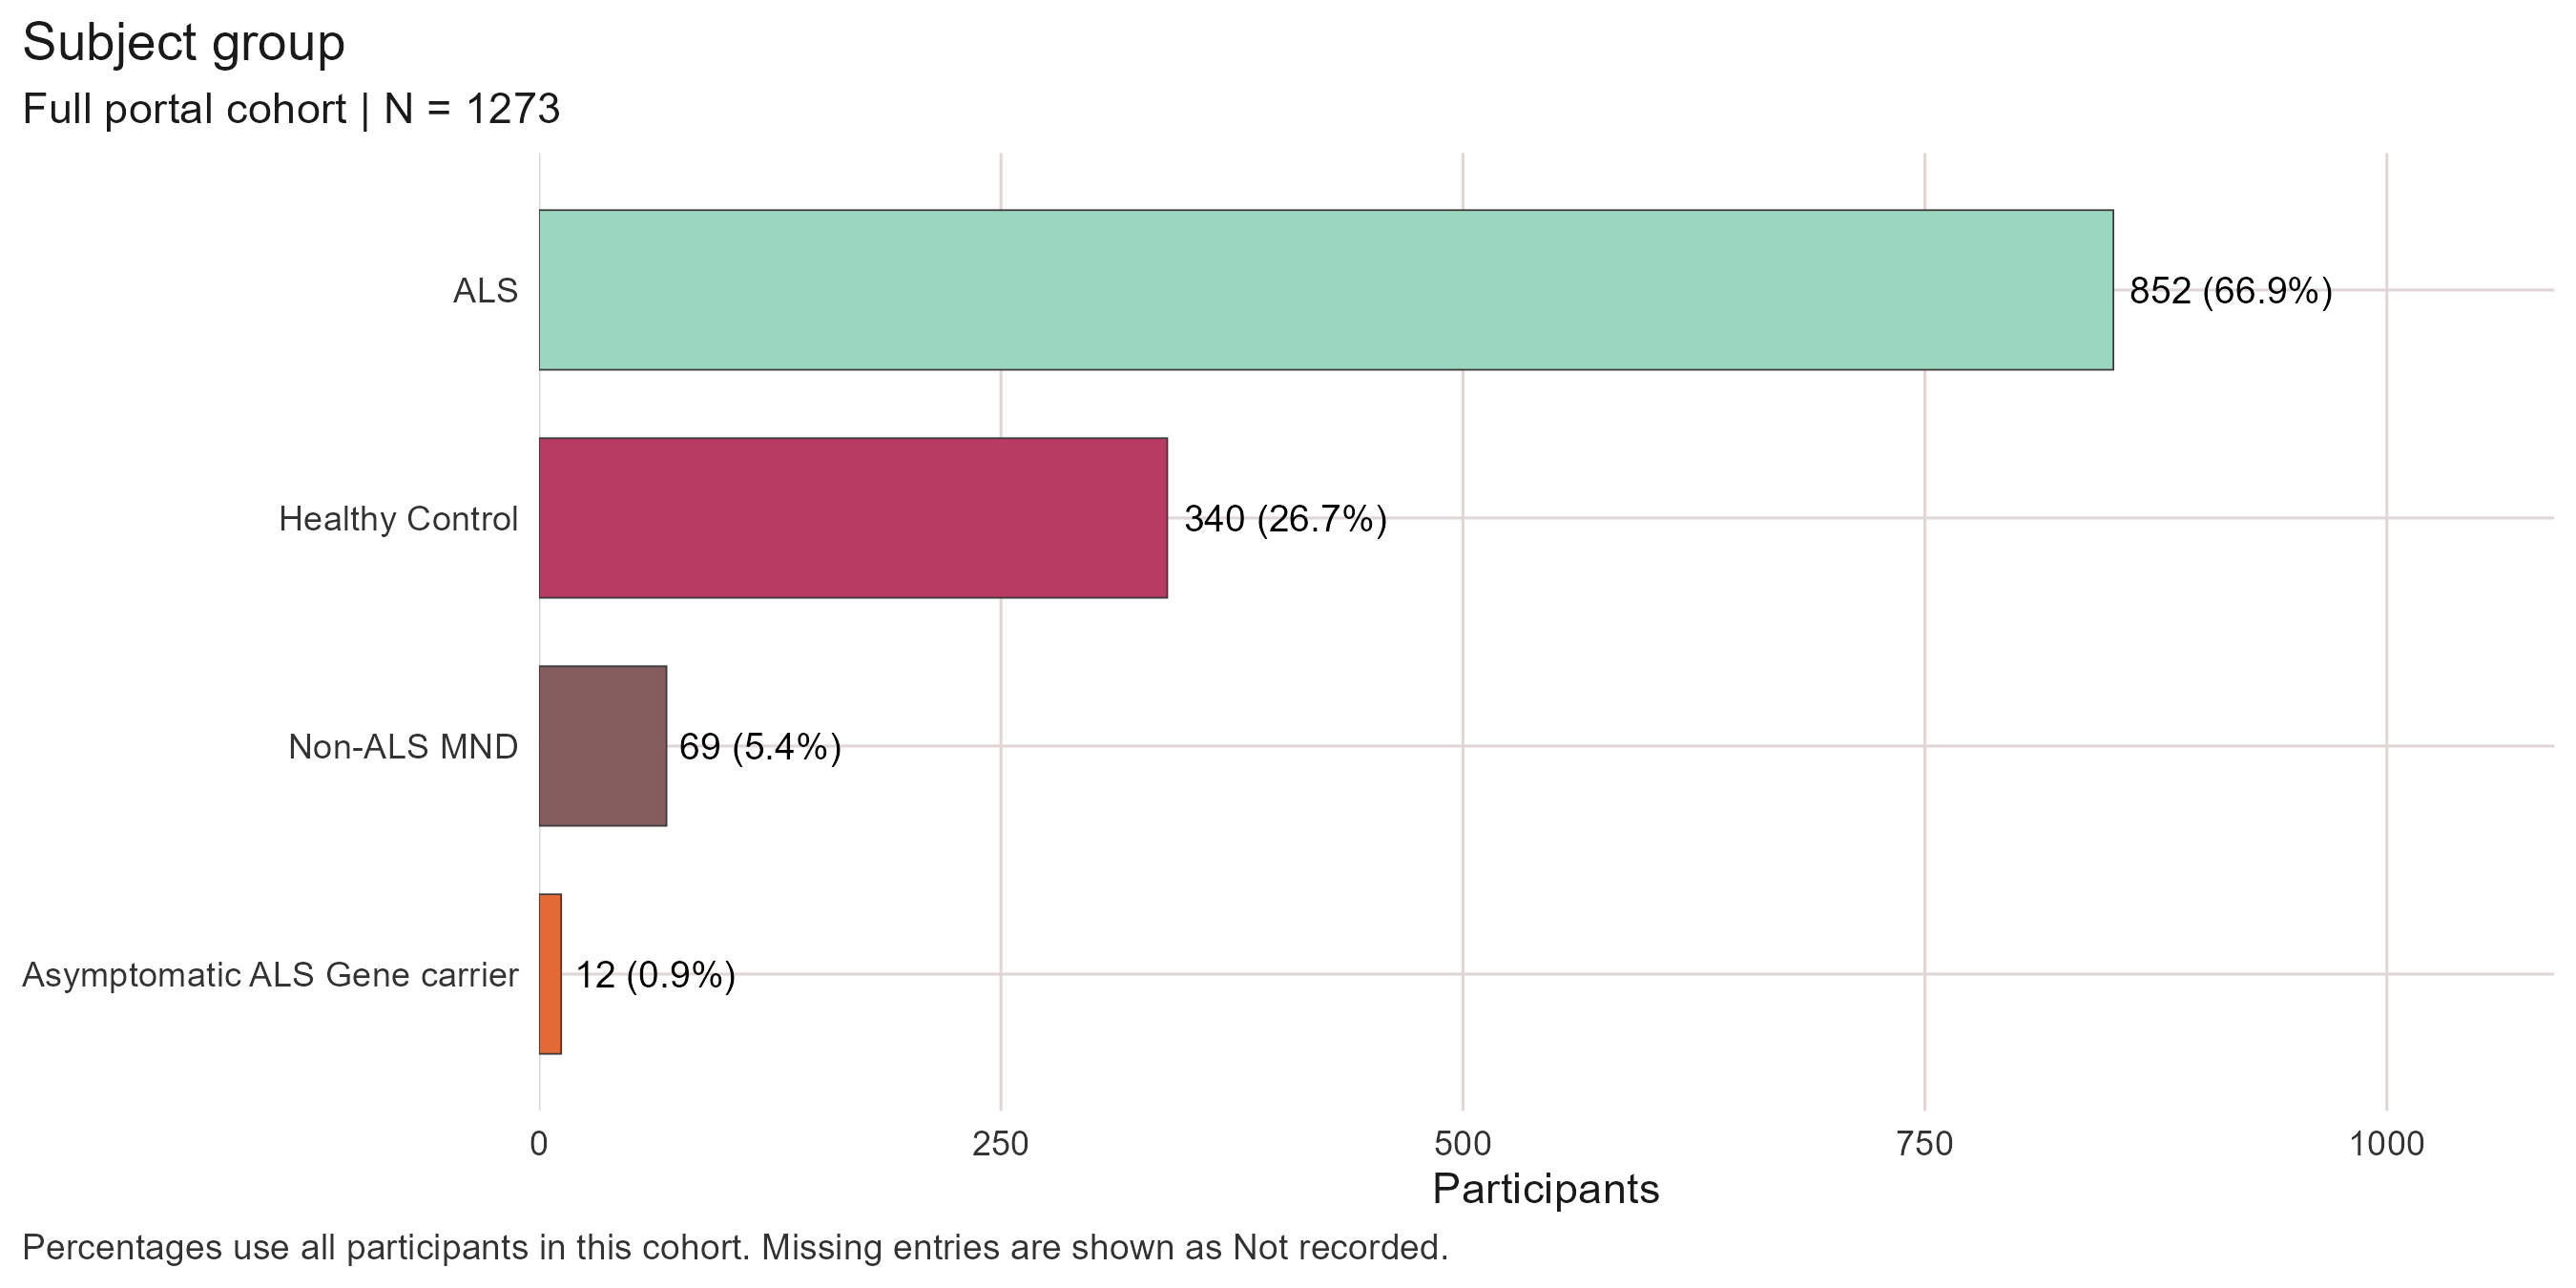 Subject group
Full portal cohort | N = 1273
ALS
852 (66.9%)
Healthy Control
340 (26.7%)
Non-ALS MND
69 (5.4%)
Asymptomatic ALS Gene carrier
12 (0.9%)
0 250 500 750 1000
Participants
Percentages use all participants in this cohort. Missing entries are shown as Not recorded.